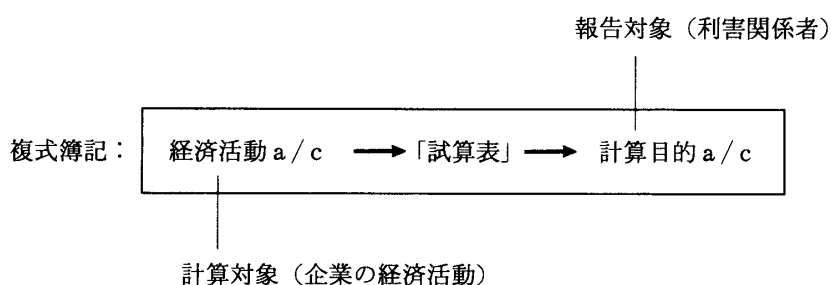 報告対象(利害関係者)
複式簿記: 経済活動 a/c ⟶「試算表」⟶ 計算目的 a/c
計算対象(企業の経済活動)